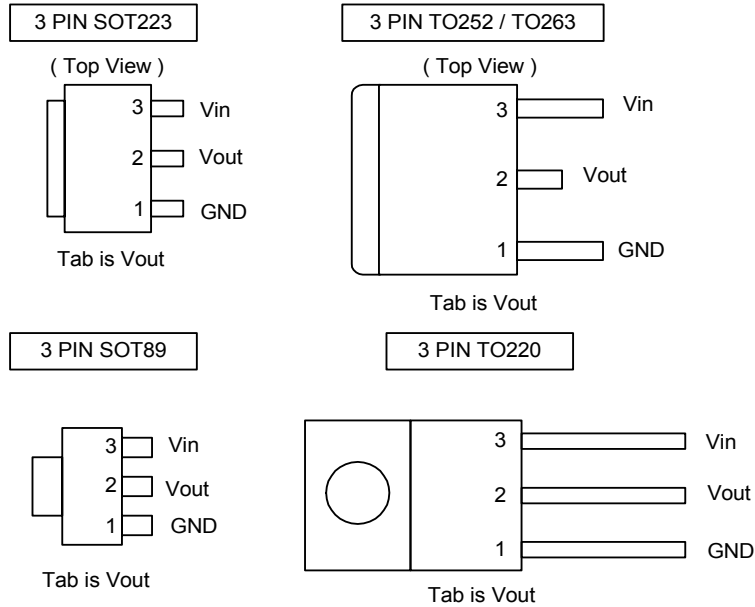 3 PIN SOT223
( Top View )
3 Vin
2 Vout
1 GND
Tab is Vout
3 PIN TO252 / TO263
( Top View )
3 Vin
2 Vout
1 GND
Tab is Vout
3 PIN SOT89
3 Vin
2 Vout
1 GND
Tab is Vout
3 PIN TO220
3 Vin
2 Vout
1 GND
Tab is Vout